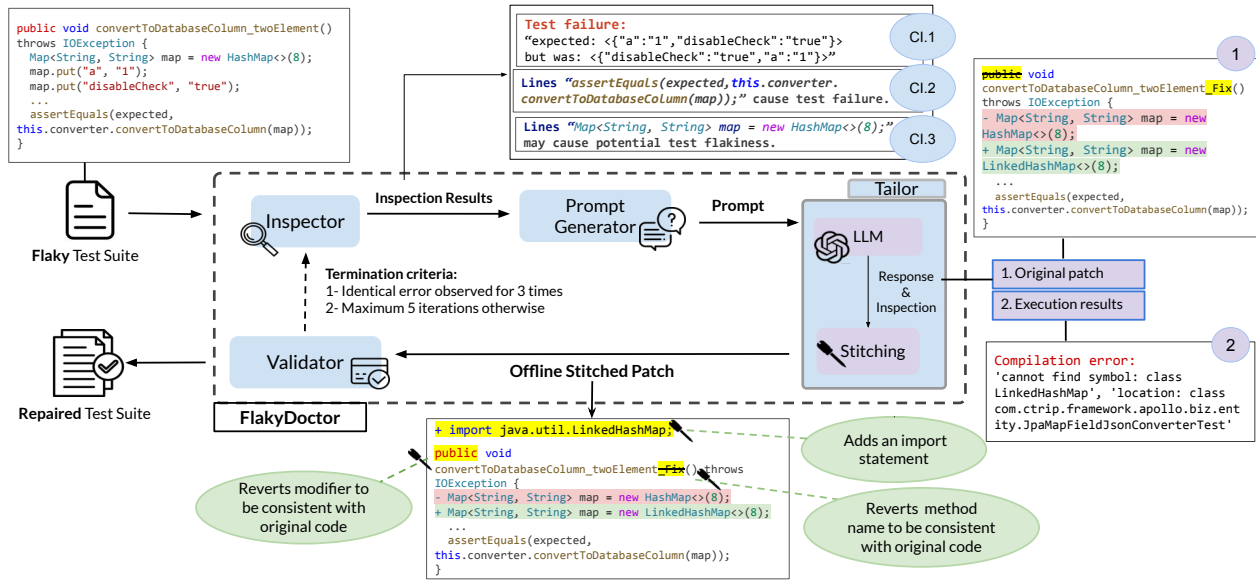 public void convertToDatabaseColumn_twoElement()
throws IOException {
Map<String, String> map = new HashMap<>(8);
map.put("a", "1");
map.put("disableCheck", "true");
...
assertEquals(expected,
this.converter.convertToDatabaseColumn(map));
}
Test failure:
“expected: <{"a":"1","disableCheck":"true"}>
but was: <{"disableCheck":"true","a":"1"}>”
CI.1
Lines “assertEquals(expected,this.converter.
convertToDatabaseColumn(map));” cause test failure.
CI.2
Lines “Map<String, String> map = new HashMap<>(8);”
may cause potential test flakiness.
CI.3
1
public void
convertToDatabaseColumn_twoElement_Fix()
throws IOException {
- Map<String, String> map = new
HashMap<>(8);
+ Map<String, String> map = new
LinkedHashMap<>(8);
...
assertEquals(expected,
this.converter.convertToDatabaseColumn(map));
}
Flaky Test Suite
Inspector
Inspection Results
Prompt
Generator
Prompt
Tailor
LLM
Response
&
Inspection
Stitching
1. Original patch
2. Execution results
Termination criteria:
1- Identical error observed for 3 times
2- Maximum 5 iterations otherwise
Validator
Offline Stitched Patch
FlakyDoctor
Repaired Test Suite
2
Compilation error:
'cannot find symbol: class
LinkedHashMap', 'location: class
com.ctrip.framework.apollo.biz.ent
ity.JpaMapFieldJsonConverterTest'
+ import java.util.LinkedHashMap;
public void
convertToDatabaseColumn_twoElement_Fix() throws
IOException {
- Map<String, String> map = new HashMap<>(8);
+ Map<String, String> map = new LinkedHashMap<>(8);
...
assertEquals(expected,
this.converter.convertToDatabaseColumn(map));
}
Reverts modifier to
be consistent with
original code
Adds an import
statement
Reverts method
name to be consistent
with original code